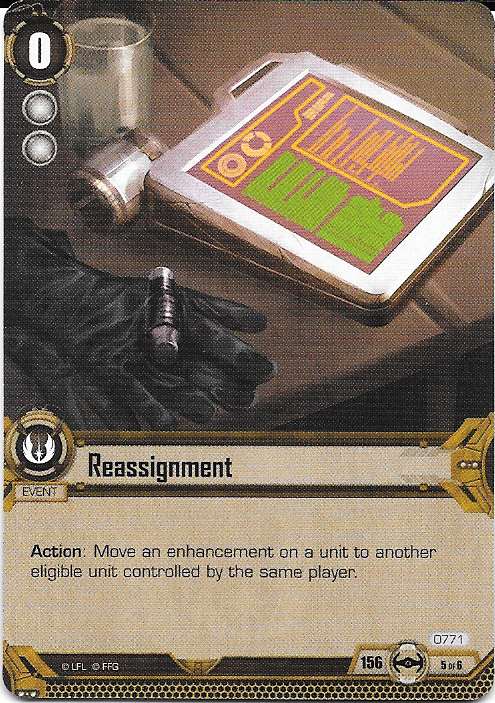 0
Reassignment
EVENT
Action: Move an enhancement on a unit to another
eligible unit controlled by the same player.
0771
© LFL © FFG
156
5 OF 6